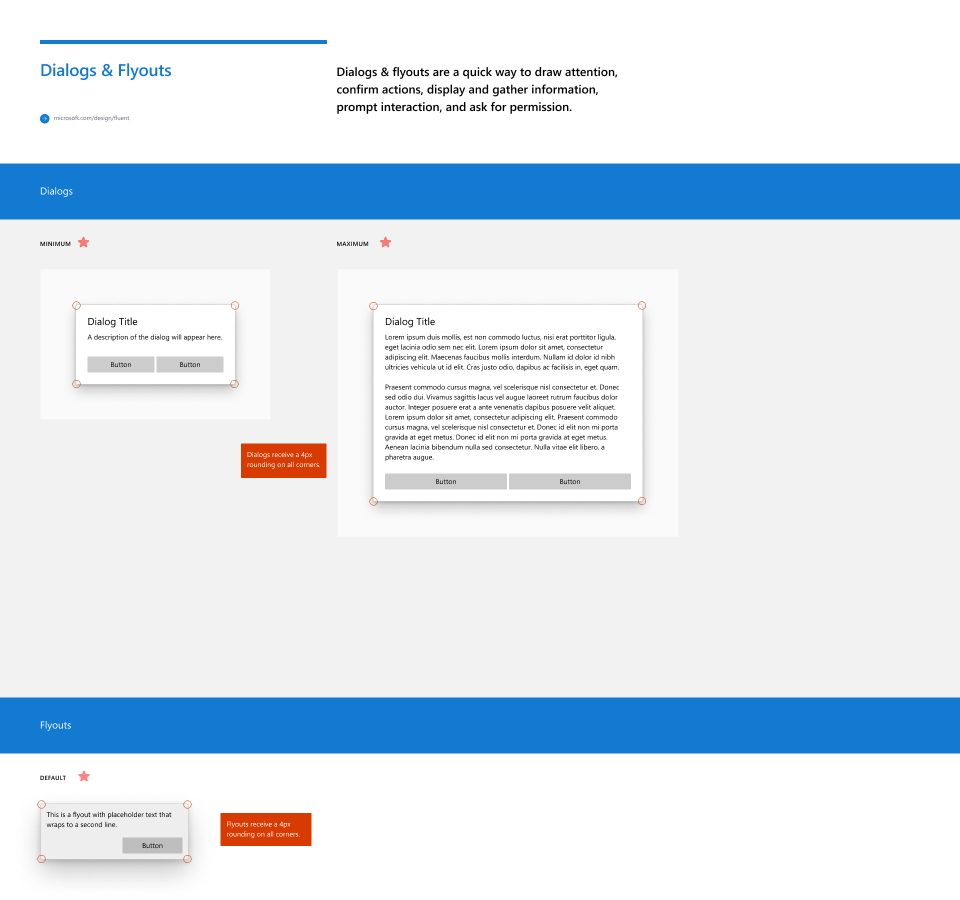 Dialogs & Flyouts
microsoft.com/design/fluent
Dialogs & flyouts are a quick way to draw attention,
confirm actions, display and gather information,
prompt interaction, and ask for permission.
Dialogs
MINIMUM
Dialog Title
A description of the dialog will appear here.
Button
Button
Dialogs receive a 4px
rounding on all corners.
MAXIMUM
Dialog Title
Lorem ipsum duis mollis, est non commodo luctus, nisi erat porttitor ligula,
eget lacinia odio sem nec elit. Lorem ipsum dolor sit amet, consectetur
adipiscing elit. Maecenas faucibus mollis interdum. Nullam id dolor id nibh
ultricies vehicula ut id elit. Cras justo odio, dapibus ac facilisis in, eget quam.
Praesent commodo cursus magna, vel scelerisque nisl consectetur et. Donec
sed odio dui. Vivamus sagittis lacus vel augue laoreet rutrum faucibus dolor
auctor. Integer posuere erat a ante venenatis dapibus posuere velit aliquet.
Lorem ipsum dolor sit amet, consectetur adipiscing elit. Praesent commodo
cursus magna, vel scelerisque nisl consectetur et. Donec id elit non mi porta
gravida at eget metus. Donec id elit non mi porta gravida at eget metus.
Aenean lacinia bibendum nulla sed consectetur. Nulla vitae elit libero, a
pharetra augue.
Button
Button
Flyouts
DEFAULT
This is a flyout with placeholder text that
wraps to a second line.
Button
Flyouts receive a 4px
rounding on all corners.